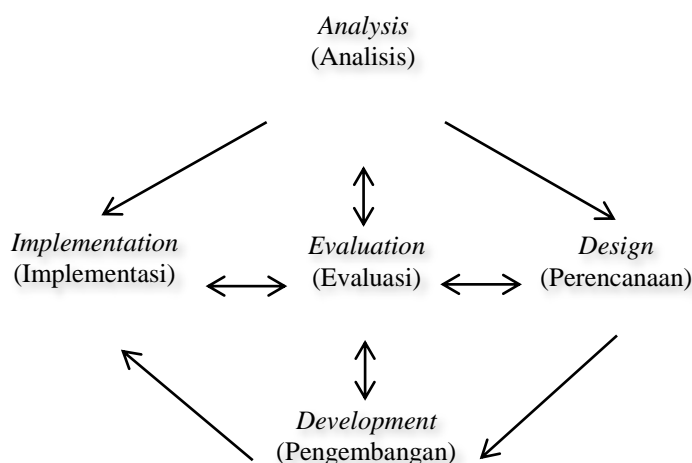 Analysis
(Analisis)
Implementation
(Implementasi)
Evaluation
(Evaluasi)
Design
(Perencanaan)
Development
(Pengembangan)